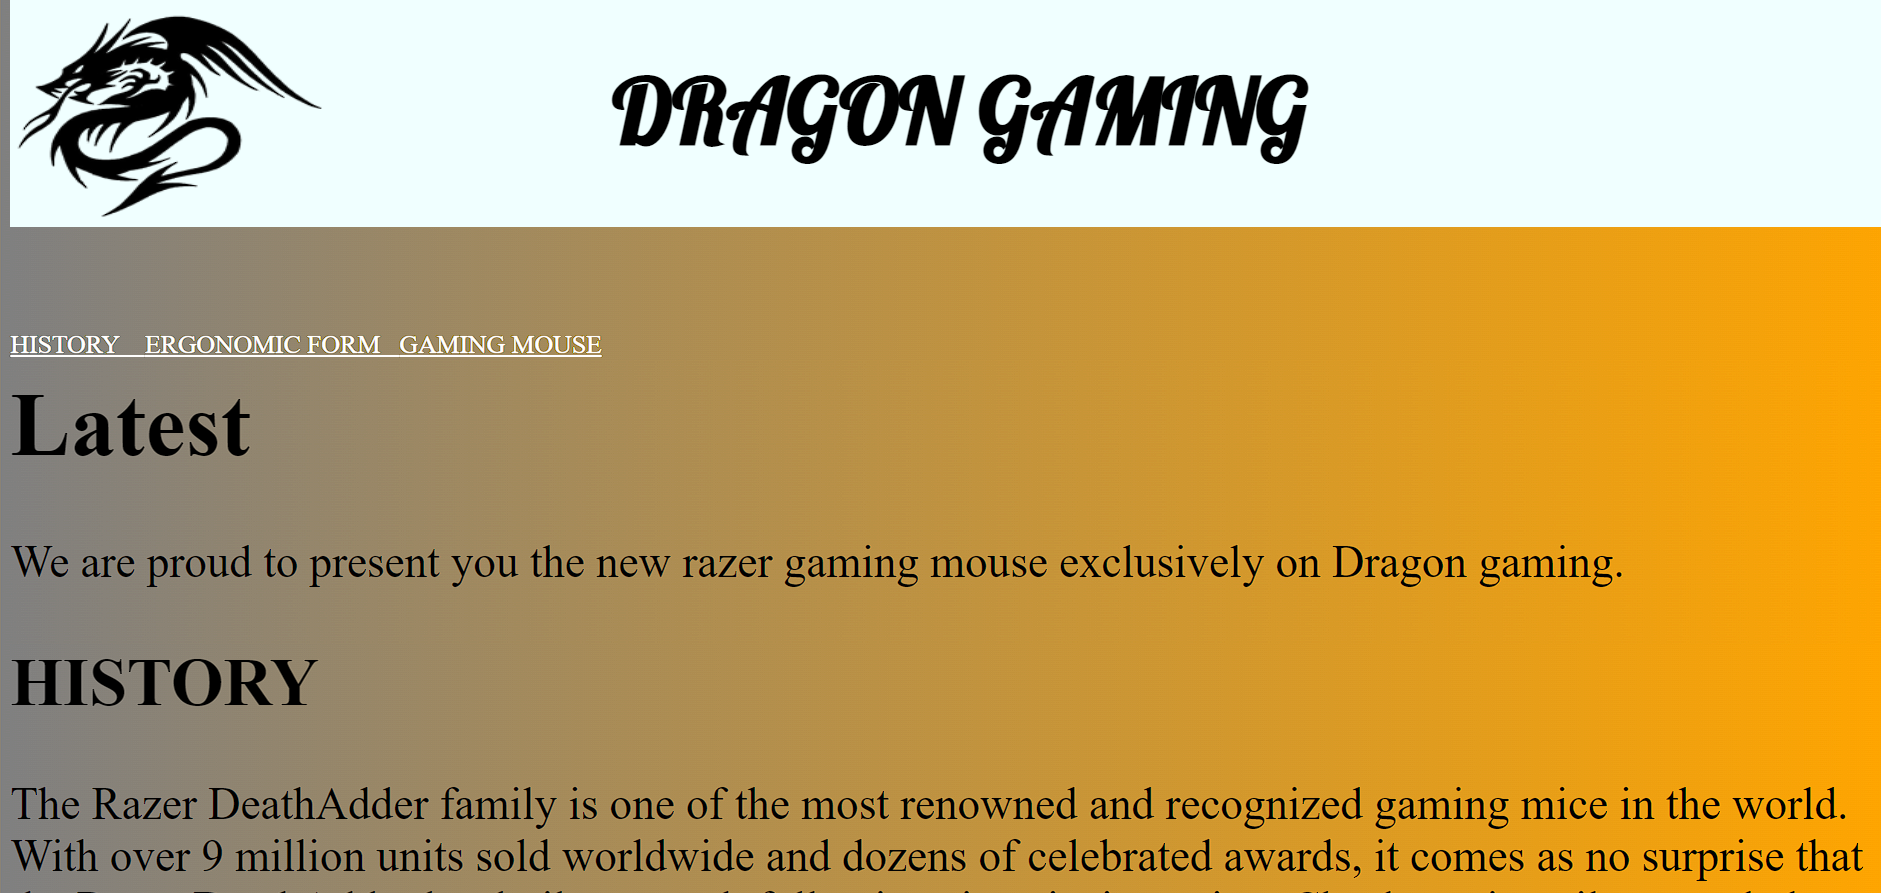 DRAGON GAMING
HISTORY ERGONOMIC FORM GAMING MOUSE
Latest
We are proud to present you the new razer gaming mouse exclusively on Dragon gaming.
HISTORY
The Razer DeathAdder family is one of the most renowned and recognized gaming mice in the world.
With over 9 million units sold worldwide and dozens of celebrated awards, it comes as no surprise that